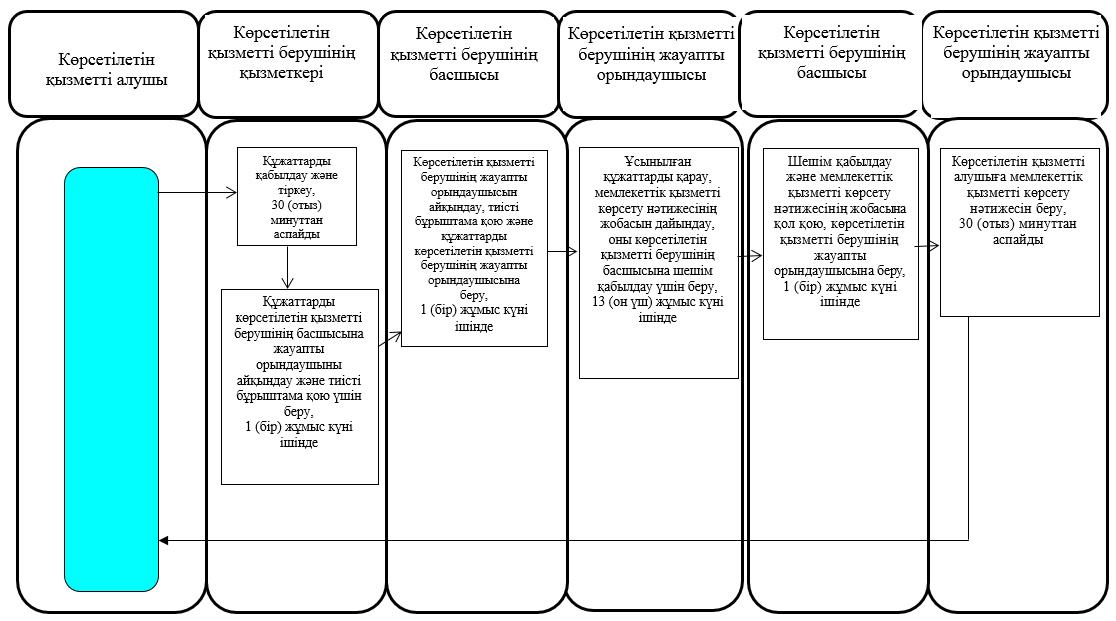 Көрсетілетін
қызметті алушы
Көрсетілетін
қызметті берушінің
қызметкері
Көрсетілетін
қызметті берушінің
басшысы
Көрсетілетін қызметті
берушінің жауапты
орындаушысы
Көрсетілетін
қызметті берушінің
басшысы
Көрсетілетін қызметті
берушінің жауапты
орындаушысы
Құжаттарды
қабылдау және
тіркеу,
30 (отыз)
минуттан
аспайды
Құжаттарды
көрсетілетін қызметті
берушінің басшысына
жауапты
орындаушыны
айқындау және тиісті
бұрыштама қою үшін
беру,
1 (бір) жұмыс күні
ішінде
Көрсетілетін қызметті
берушінің жауапты
орындаушысын
айқындау, тиісті
бұрыштама қою және
құжаттарды
көрсетілетін қызметті
берушінің жауапты
орындаушысына
беру,
1 (бір) жұмыс күні
ішінде
Ұсынылған
құжаттарды қарау,
мемлекеттік қызметті
көрсету нәтижесінің
жобасын дайындау,
оны көрсетілетін
қызметті берушінің
басшысына шешім
қабылдау үшін беру,
13 (он үш) жұмыс күні
ішінде
Шешім қабылдау
және мемлекеттік
қызметті көрсету
нәтижесінің жобасына
қол қою, көрсетілетін
қызметті берушінің
жауапты
орындаушысына беру,
1 (бір) жұмыс күні
ішінде
Көрсетілетін қызметті
алушыға мемлекеттік
қызметті көрсету
нәтижесін беру,
30 (отыз) минуттан
аспайды